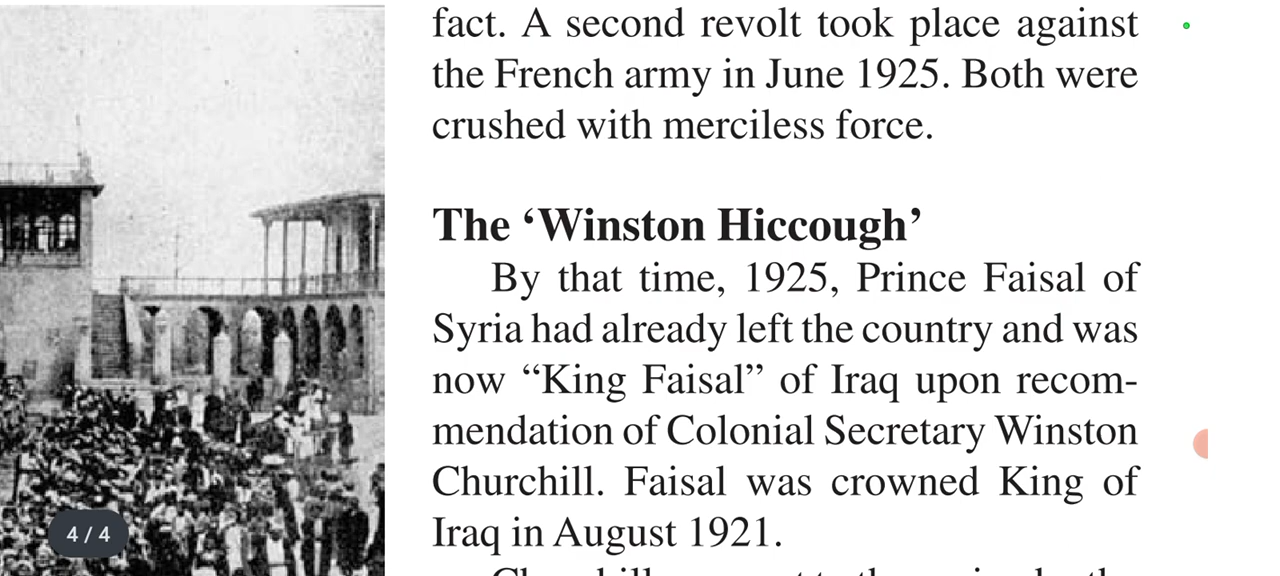 fact. A second revolt took place against
the French army in June 1925. Both were
crushed with merciless force.
The ‘Winston Hiccough’
By that time, 1925, Prince Faisal of
Syria had already left the country and was
now “King Faisal” of Iraq upon recom-
mendation of Colonial Secretary Winston
Churchill. Faisal was crowned King of
Iraq in August 1921.
4 / 4